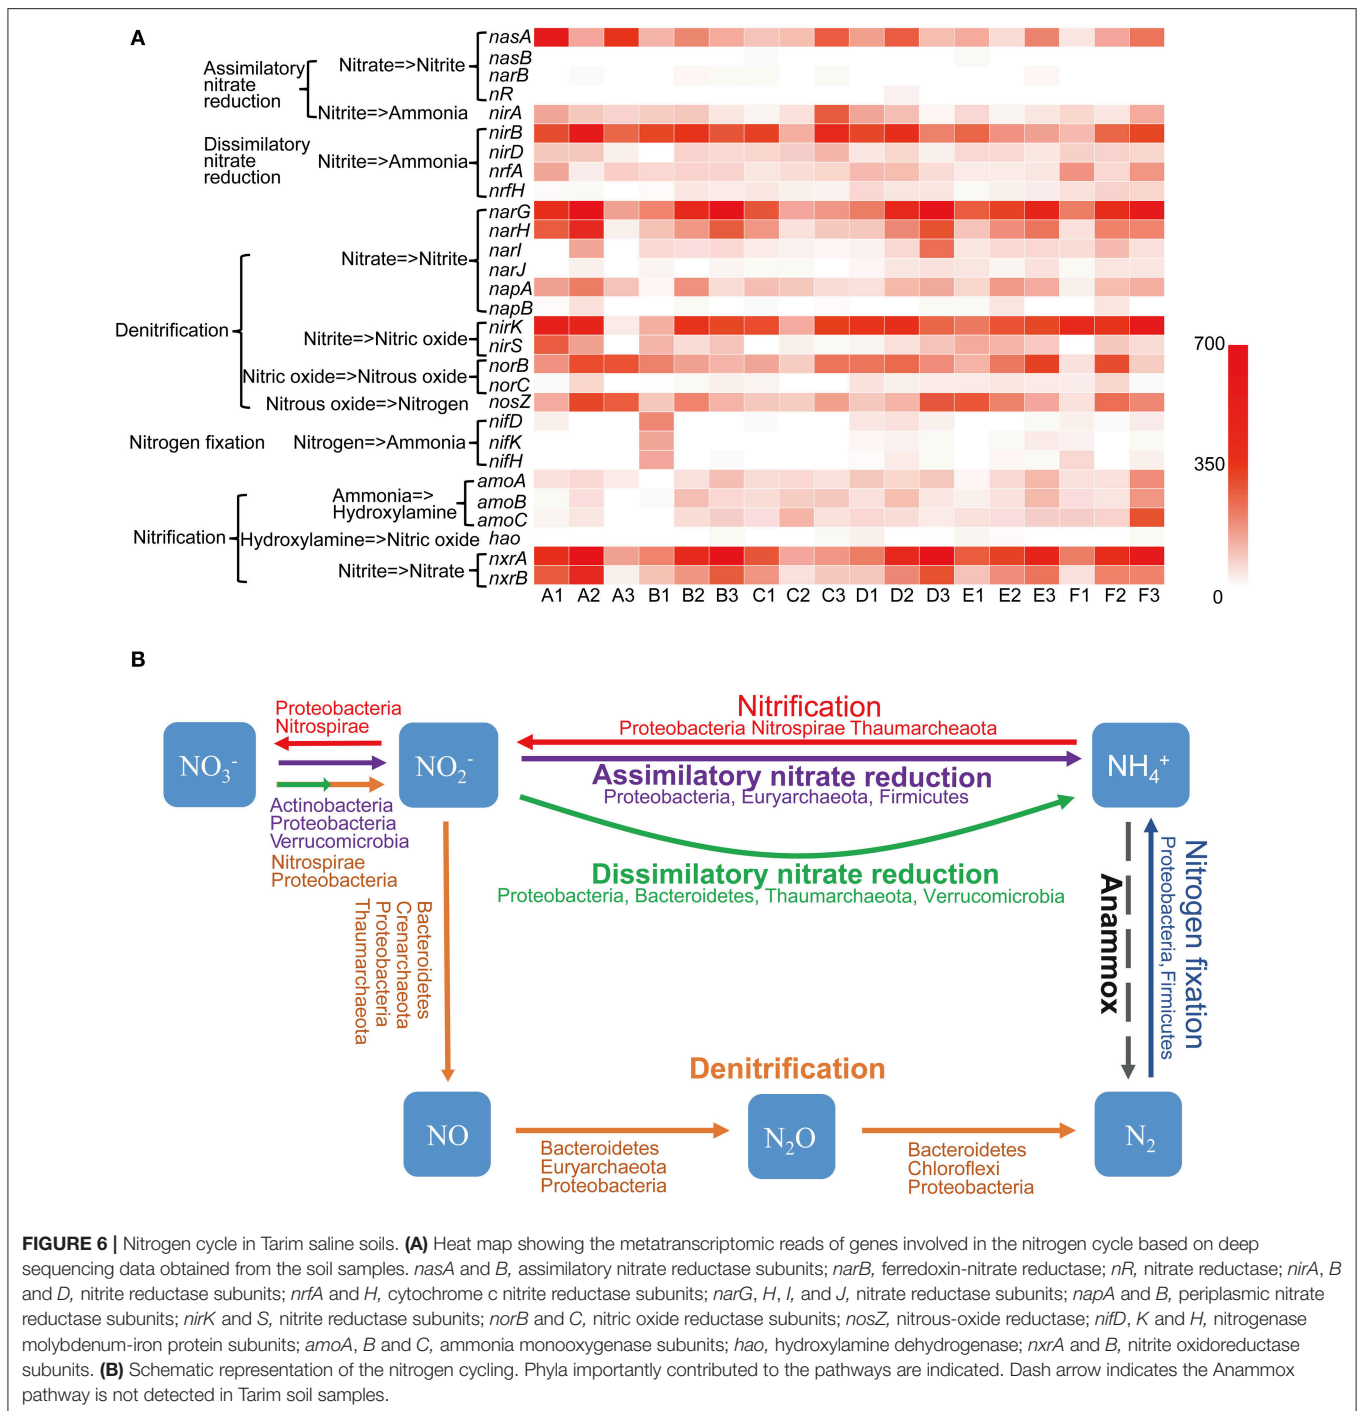 A
Assimilatory
nitrate
reduction
Nitrate=>Nitrite
nasA
nasB
narB
nR
Nitrite=>Ammonia
nirA
Dissimilatory
nitrate
reduction
Nitrite=>Ammonia
nirB
nirD
nrfA
nrfH
Denitrification
Nitrate=>Nitrite
narG
narH
narI
narJ
napA
napB
Nitrite=>Nitric oxide
nirK
nirS
Nitric oxide=>Nitrous oxide
norB
norC
Nitrous oxide=>Nitrogen
nosZ
Nitrogen fixation
Nitrogen=>Ammonia
nifD
nifK
nifH
Nitrification
Ammonia=>
Hydroxylamine
amoA
amoB
amoC
Hydroxylamine=>Nitric oxide
hao
Nitrite=>Nitrate
nxrA
nxrB
A1 A2 A3 B1 B2 B3 C1 C2 C3 D1 D2 D3 E1 E2 E3 F1 F2 F3
700
350
0
B
Proteobacteria
Nitrospirae
NO3-
NO2-
Actinobacteria
Proteobacteria
Verrucomicrobia
Nitrospirae
Proteobacteria
Nitrification
Proteobacteria Nitrospirae Thaumarcheaota
Assimilatory nitrate reduction
Proteobacteria, Euryarchaeota, Firmicutes
NH4+
Dissimilatory nitrate reduction
Proteobacteria, Bacteroidetes, Thaumarchaeota, Verrucomicrobia
Bacteroidetes
Crenarchaeota
Proteobacteria
Thaumarchaeota
Anammox
Nitrogen fixation
Proteobacteria, Firmicutes
Denitrification
NO
Bacteroidetes
Euryarchaeota
Proteobacteria
N2O
Bacteroidetes
Chloroflexi
Proteobacteria
N2
FIGURE 6 | Nitrogen cycle in Tarim saline soils. (A) Heat map showing the metatranscriptomic reads of genes involved in the nitrogen cycle based on deep
sequencing data obtained from the soil samples. nasA and B, assimilatory nitrate reductase subunits; narB, ferredoxin-nitrate reductase; nR, nitrate reductase; nirA, B
and D, nitrite reductase subunits; nrfA and H, cytochrome c nitrite reductase subunits; narG, H, I, and J, nitrate reductase subunits; napA and B, periplasmic nitrate
reductase subunits; nirK and S, nitrite reductase subunits; norB and C, nitric oxide reductase subunits; nosZ, nitrous-oxide reductase; nifD, K and H, nitrogenase
molybdenum-iron protein subunits; amoA, B and C, ammonia monooxygenase subunits; hao, hydroxylamine dehydrogenase; nxrA and B, nitrite oxidoreductase
subunits. (B) Schematic representation of the nitrogen cycling. Phyla importantly contributed to the pathways are indicated. Dash arrow indicates the Anammox
pathway is not detected in Tarim soil samples.